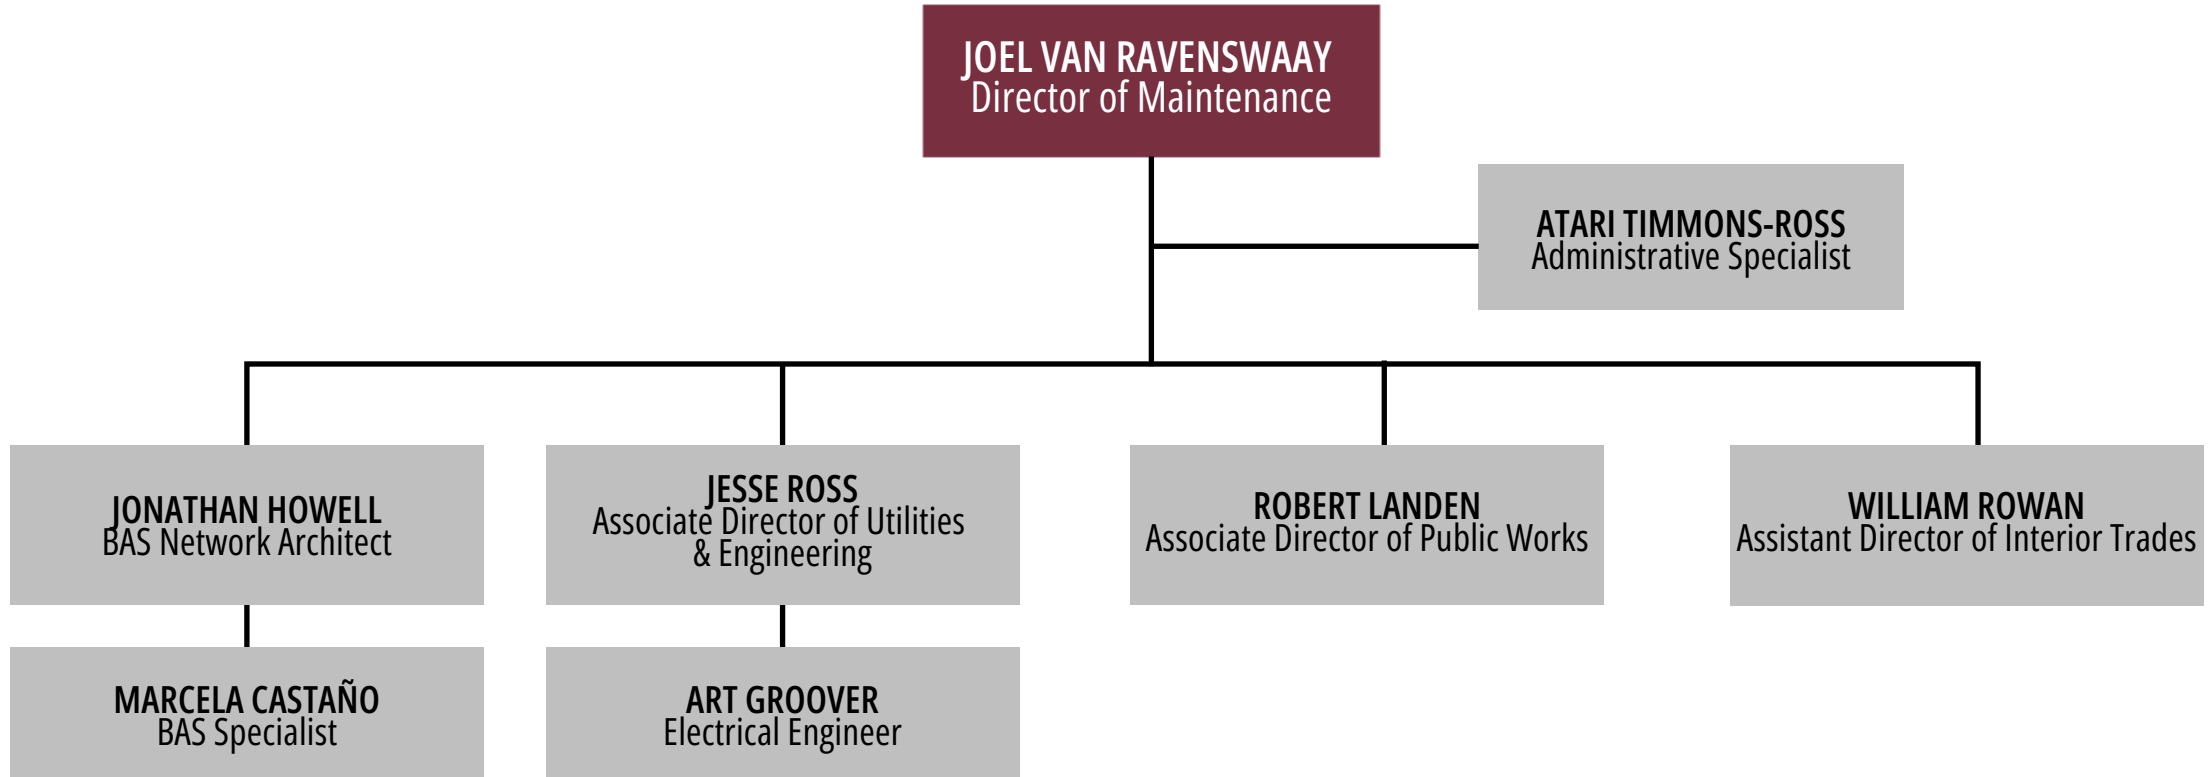 JOEL VAN RAVENSWAAY
Director of Maintenance
ATARI TIMMONS-ROSS
Administrative Specialist
JONATHAN HOWELL
BAS Network Architect
JESSE ROSS
Associate Director of Utilities
& Engineering
ROBERT LANDEN
Associate Director of Public Works
WILLIAM ROWAN
Assistant Director of Interior Trades
MARCELA CASTAÑO
BAS Specialist
ART GROOVER
Electrical Engineer